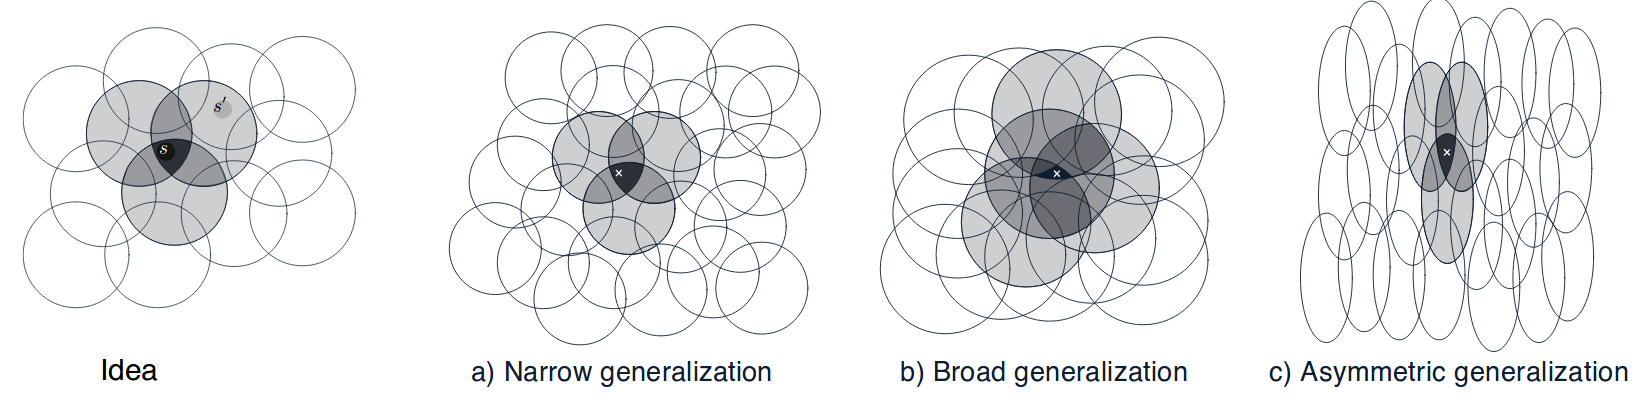 s′
s
Idea
a) Narrow generalization
b) Broad generalization
c) Asymmetric generalization